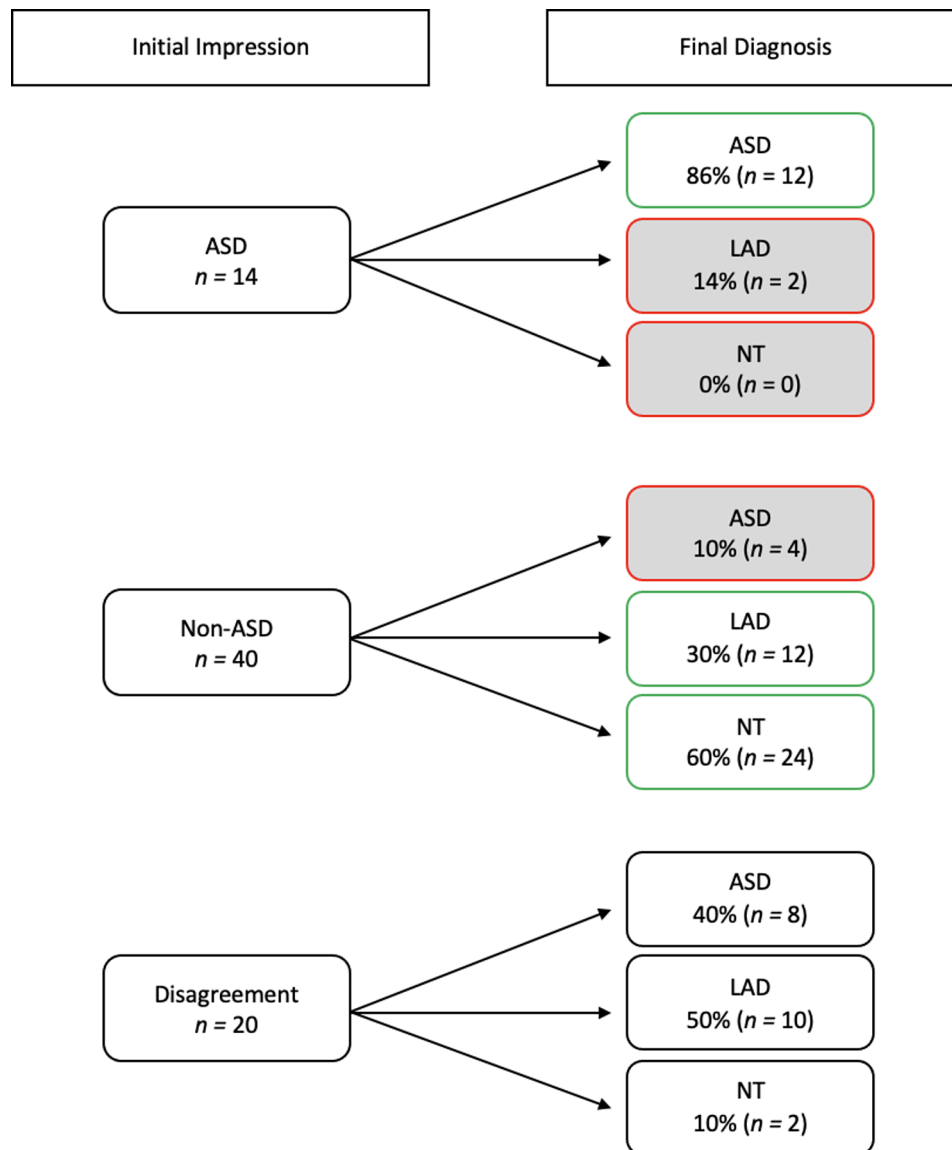 Initial Impression
Final Diagnosis
ASD
n = 14
ASD
86% (n = 12)
LAD
14% (n = 2)
NT
0% (n = 0)
Non-ASD
n = 40
ASD
10% (n = 4)
LAD
30% (n = 12)
NT
60% (n = 24)
Disagreement
n = 20
ASD
40% (n = 8)
LAD
50% (n = 10)
NT
10% (n = 2)